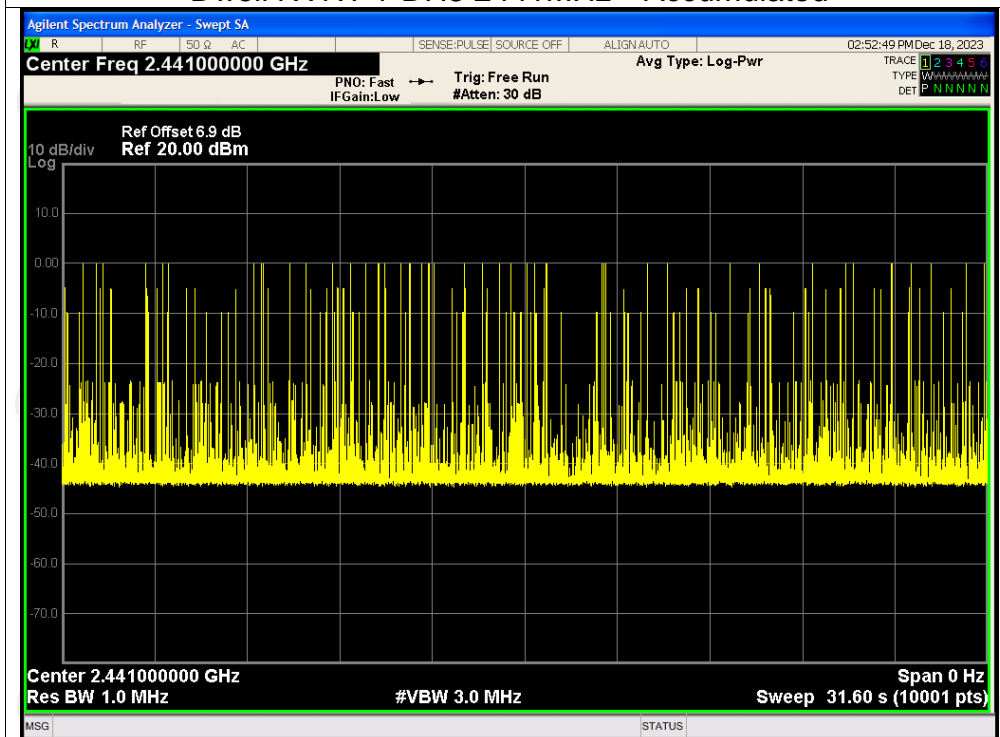 Agilent Spectrum Analyzer - Swept SA
LXI R RF 50 Ω AC SENSE:PULSE SOURCE OFF ALIGN AUTO 02:52:49 PM Dec 18, 2023
Center Freq 2.441000000 GHz Avg Type: Log-Pwr TRACE 1 2 3 4 5 6
PNO: Fast Trig: Free Run TYPE WWWWWW
IFGain:Low #Atten: 30 dB DET P N N N N N
Ref Offset 6.9 dB
10 dB/div Ref 20.00 dBm
Log
10.0
0.00
-10.0
-20.0
-30.0
-40.0
-50.0
-60.0
-70.0
Center 2.441000000 GHz Span 0 Hz
Res BW 1.0 MHz #VBW 3.0 MHz Sweep 31.60 s (10001 pts)
MSG STATUS